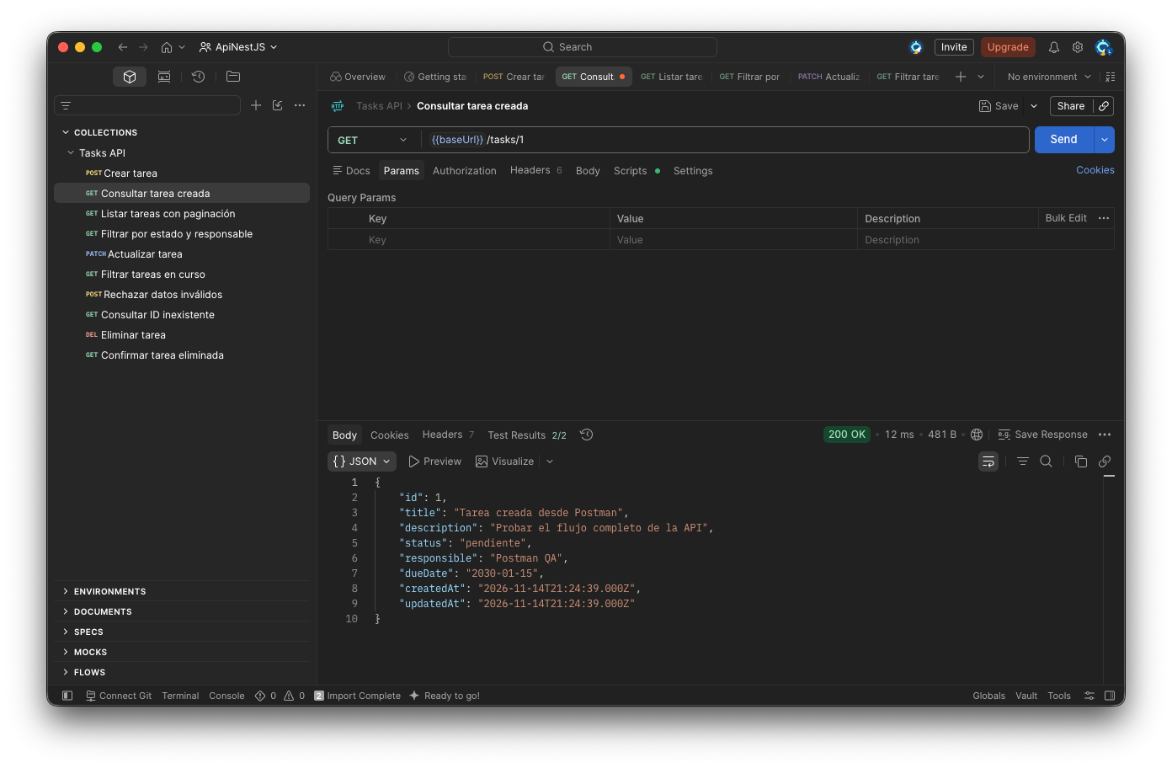 ApiNestJS
Search
Invite
Upgrade
Overview
Getting sta
POST Crear tar
GET Consult
GET Listar tare
GET Filtrar por
PATCH Actualiz
GET Filtrar tare
No environment
Tasks API > Consultar tarea creada
Save
Share
COLLECTIONS
Tasks API
POST Crear tarea
GET Consultar tarea creada
GET Listar tareas con paginación
GET Filtrar por estado y responsable
PATCH Actualizar tarea
GET Filtrar tareas en curso
POST Rechazar datos inválidos
GET Consultar ID inexistente
DEL Eliminar tarea
GET Confirmar tarea eliminada
ENVIRONMENTS
DOCUMENTS
SPECS
MOCKS
FLOWS
GET
{{baseUrl}} /tasks/1
Send
Docs
Params
Authorization
Headers 6
Body
Scripts
Settings
Cookies
Query Params
Key Value Description Bulk Edit
Key Value Description
Body
Cookies
Headers 7
Test Results 2/2
200 OK
12 ms
481 B
e.g.
Save Response
{} JSON
Preview
Visualize
1 {
2 "id": 1,
3 "title": "Tarea creada desde Postman",
4 "description": "Probar el flujo completo de la API",
5 "status": "pendiente",
6 "responsible": "Postman QA",
7 "dueDate": "2030-01-15",
8 "createdAt": "2026-11-14T21:24:39.000Z",
9 "updatedAt": "2026-11-14T21:24:39.000Z"
10 }
Connect Git
Terminal
Console
0
0
2 Import Complete
Ready to go!
Globals
Vault
Tools